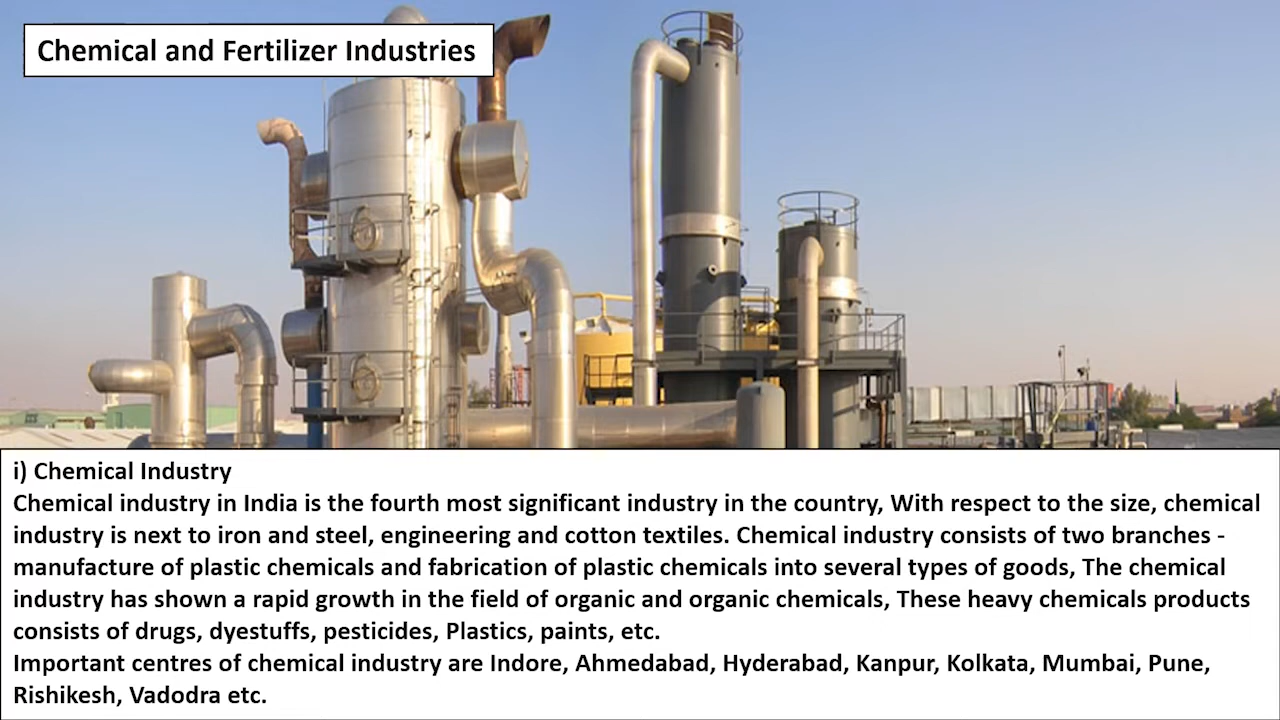 Chemical and Fertilizer Industries
i) Chemical Industry
Chemical industry in India is the fourth most significant industry in the country, With respect to the size, chemical
industry is next to iron and steel, engineering and cotton textiles. Chemical industry consists of two branches -
manufacture of plastic chemicals and fabrication of plastic chemicals into several types of goods, The chemical
industry has shown a rapid growth in the field of organic and organic chemicals, These heavy chemicals products
consists of drugs, dyestuffs, pesticides, Plastics, paints, etc.
Important centres of chemical industry are Indore, Ahmedabad, Hyderabad, Kanpur, Kolkata, Mumbai, Pune,
Rishikesh, Vadodra etc.